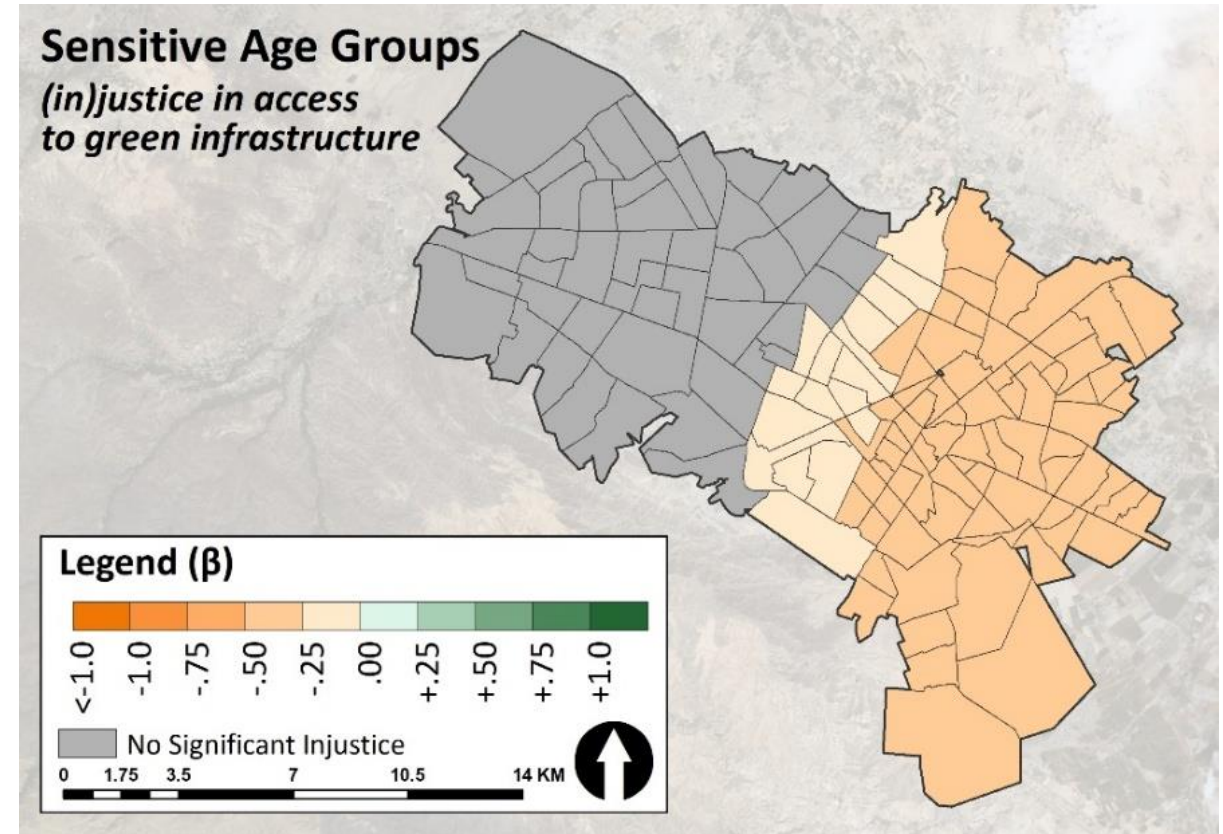 Sensitive Age Groups
(in)justice in access
to green infrastructure
Legend (β)
<-1.0
-1.0
-.75
-.50
-.25
.00
+.25
+.50
+.75
+1.0
No Significant Injustice
0 1.75 3.5 7 10.5 14 KM